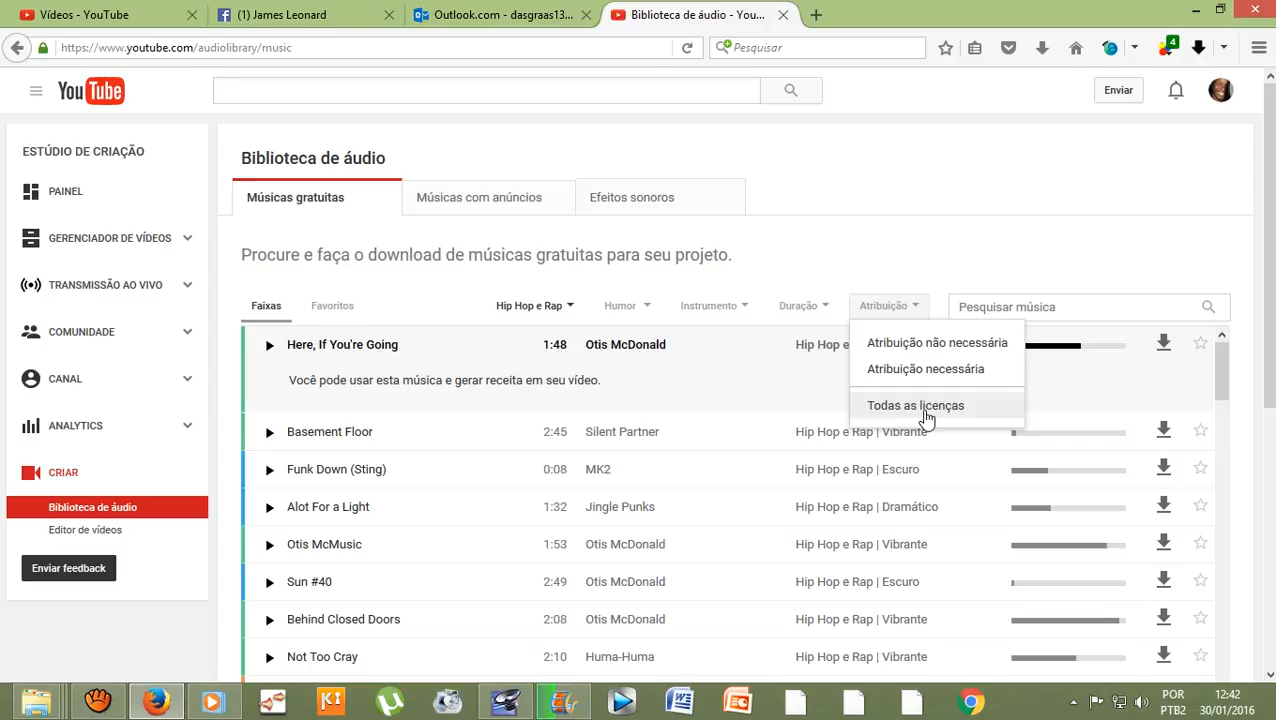 Vídeos - YouTube
(1) James Leonard
Outlook.com - dasgraas13...
Biblioteca de áudio - You...
https://www.youtube.com/audiolibrary/music
Pesquisar
4
YouTube
Enviar
ESTÚDIO DE CRIAÇÃO
PAINEL
GERENCIADOR DE VÍDEOS
TRANSMISSÃO AO VIVO
COMUNIDADE
CANAL
ANALYTICS
CRIAR
Biblioteca de áudio
Editor de vídeos
Enviar feedback
Biblioteca de áudio
Músicas gratuitas Músicas com anúncios Efeitos sonoros
Procure e faça o download de músicas gratuitas para seu projeto.
Faixas Favoritos Hip Hop e Rap Humor Instrumento Duração Atribuição Pesquisar música
Atribuição não necessária
Atribuição necessária
Todas as licenças
Here, If You're Going 1:48 Otis McDonald Hip Hop e
Você pode usar esta música e gerar receita em seu vídeo.
Basement Floor 2:45 Silent Partner Hip Hop e Rap | Vibrante
Funk Down (Sting) 0:08 MK2 Hip Hop e Rap | Escuro
Alot For a Light 1:32 Jingle Punks Hip Hop e Rap | Dramático
Otis McMusic 1:53 Otis McDonald Hip Hop e Rap | Vibrante
Sun #40 2:49 Otis McDonald Hip Hop e Rap | Escuro
Behind Closed Doors 2:08 Otis McDonald Hip Hop e Rap | Vibrante
Not Too Cray 2:10 Huma-Huma Hip Hop e Rap | Vibrante
POR 12:42
PTB2 30/01/2016